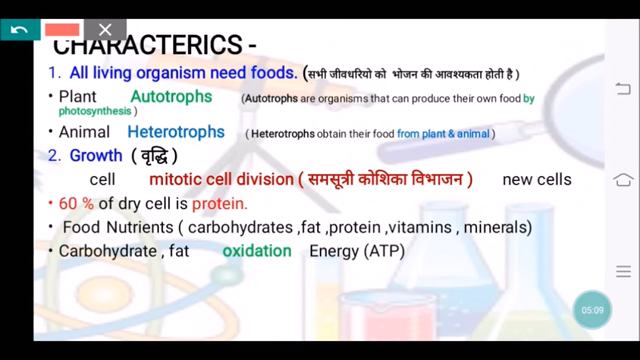 CHARACTERICS -
1. All living organism need foods. (सभी जीवधारियो को भोजन की आवश्यकता होती है )
• Plant Autotrophs (Autotrophs are organisms that can produce their own food by
photosynthesis )
• Animal Heterotrophs ( Heterotrophs obtain their food from plant & animal )
2. Growth ( वृद्धि )
cell mitotic cell division ( समसूत्री कोशिका विभाजन ) new cells
• 60 % of dry cell is protein.
• Food Nutrients ( carbohydrates ,fat ,protein ,vitamins , minerals)
• Carbohydrate , fat oxidation Energy (ATP)
05:09